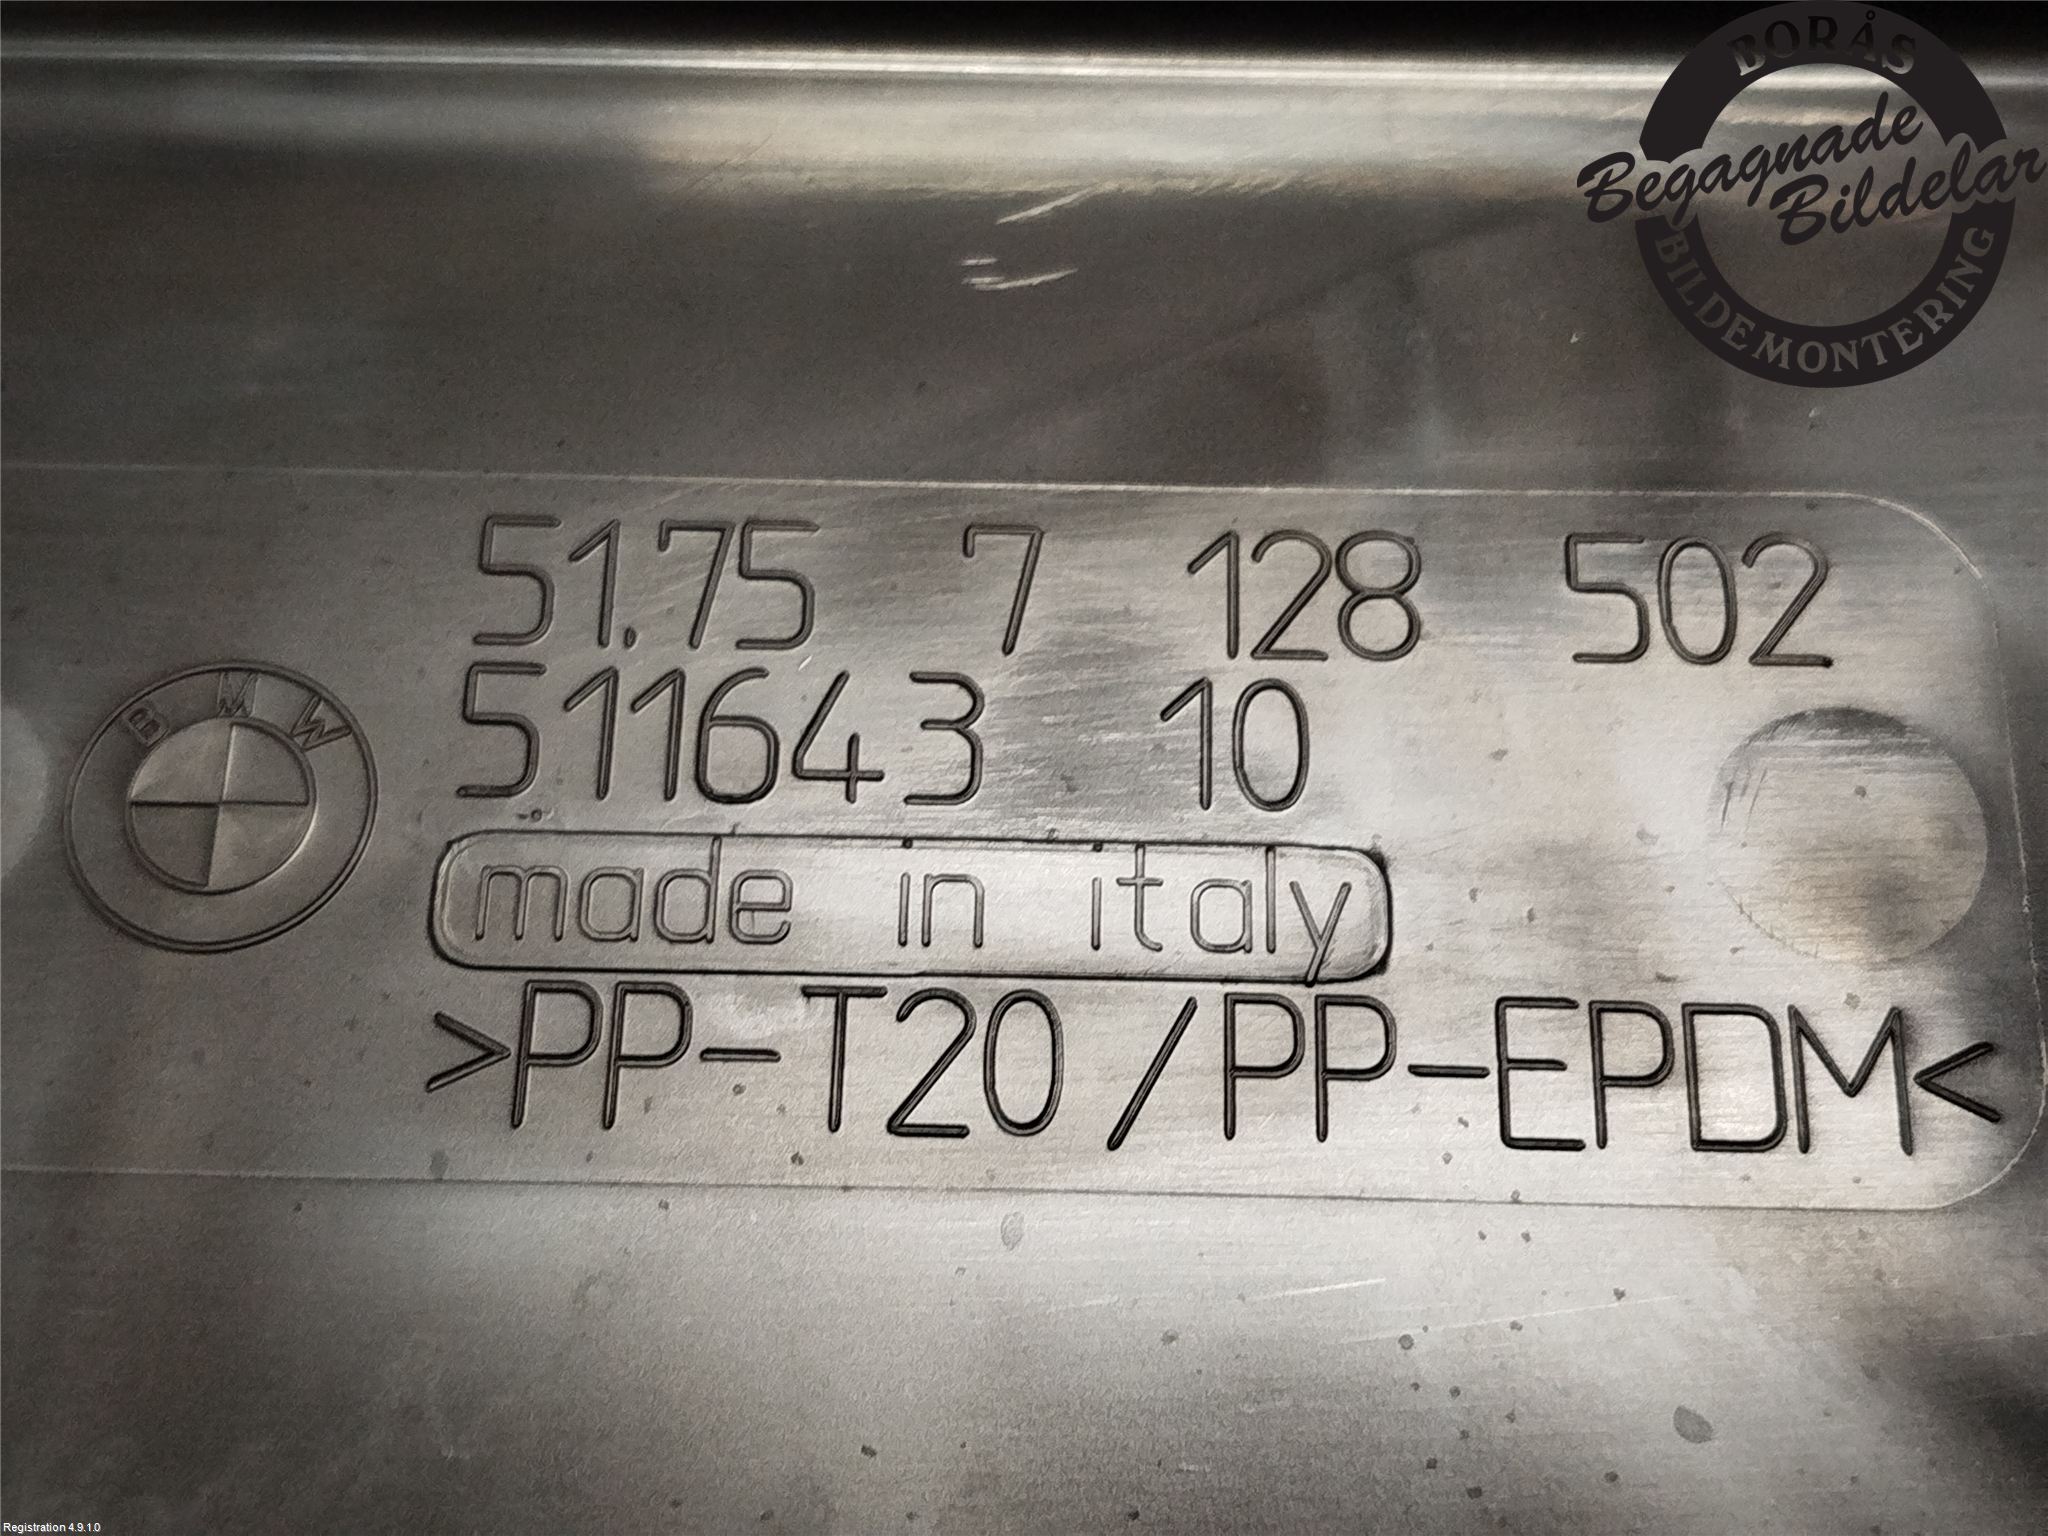 BORÅS
Begagnade
Bildelar
BILDEMONTERING
51.75 7 128 502
511643 10
BMW
made in italy
>PP-T20/PP-EPDM<
Registration 4.9.1.0